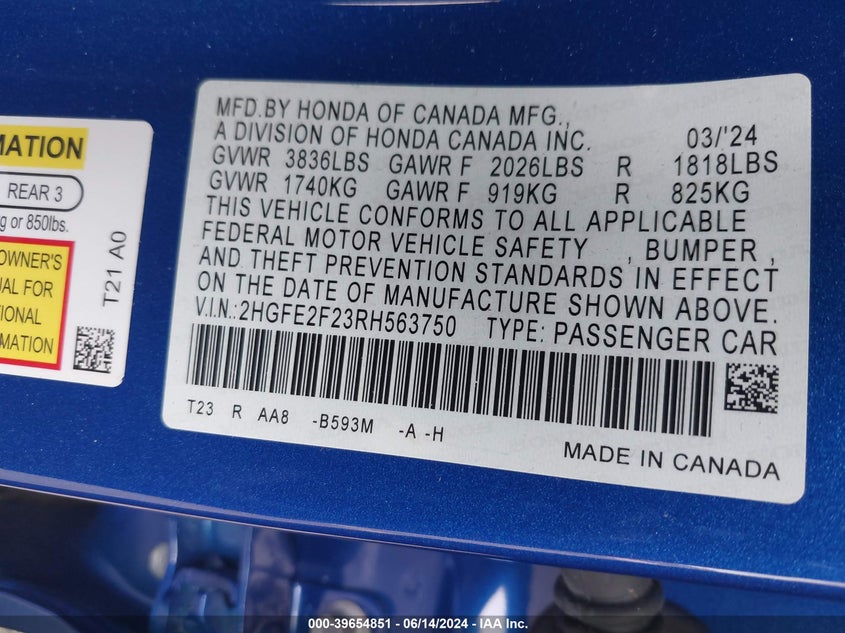 MATION
REAR 3
g or 850lbs.
OWNER'S
UAL FOR
TIONAL
RMATION
T21 A0
MFD.BY HONDA OF CANADA MFG.,
A DIVISION OF HONDA CANADA INC. 03/'24
GVWR 3836LBS GAWR F 2026LBS R 1818LBS
GVWR 1740KG GAWR F 919KG R 825KG
THIS VEHICLE CONFORMS TO ALL APPLICABLE
FEDERAL MOTOR VEHICLE SAFETY , BUMPER ,
AND THEFT PREVENTION STANDARDS IN EFFECT
ON THE DATE OF MANUFACTURE SHOWN ABOVE.
V.I.N.:2HGFE2F23RH563750 TYPE: PASSENGER CAR
T23 R AA8 -B593M -A -H
MADE IN CANADA
000-39654851 - 06/14/2024 - IAA Inc.